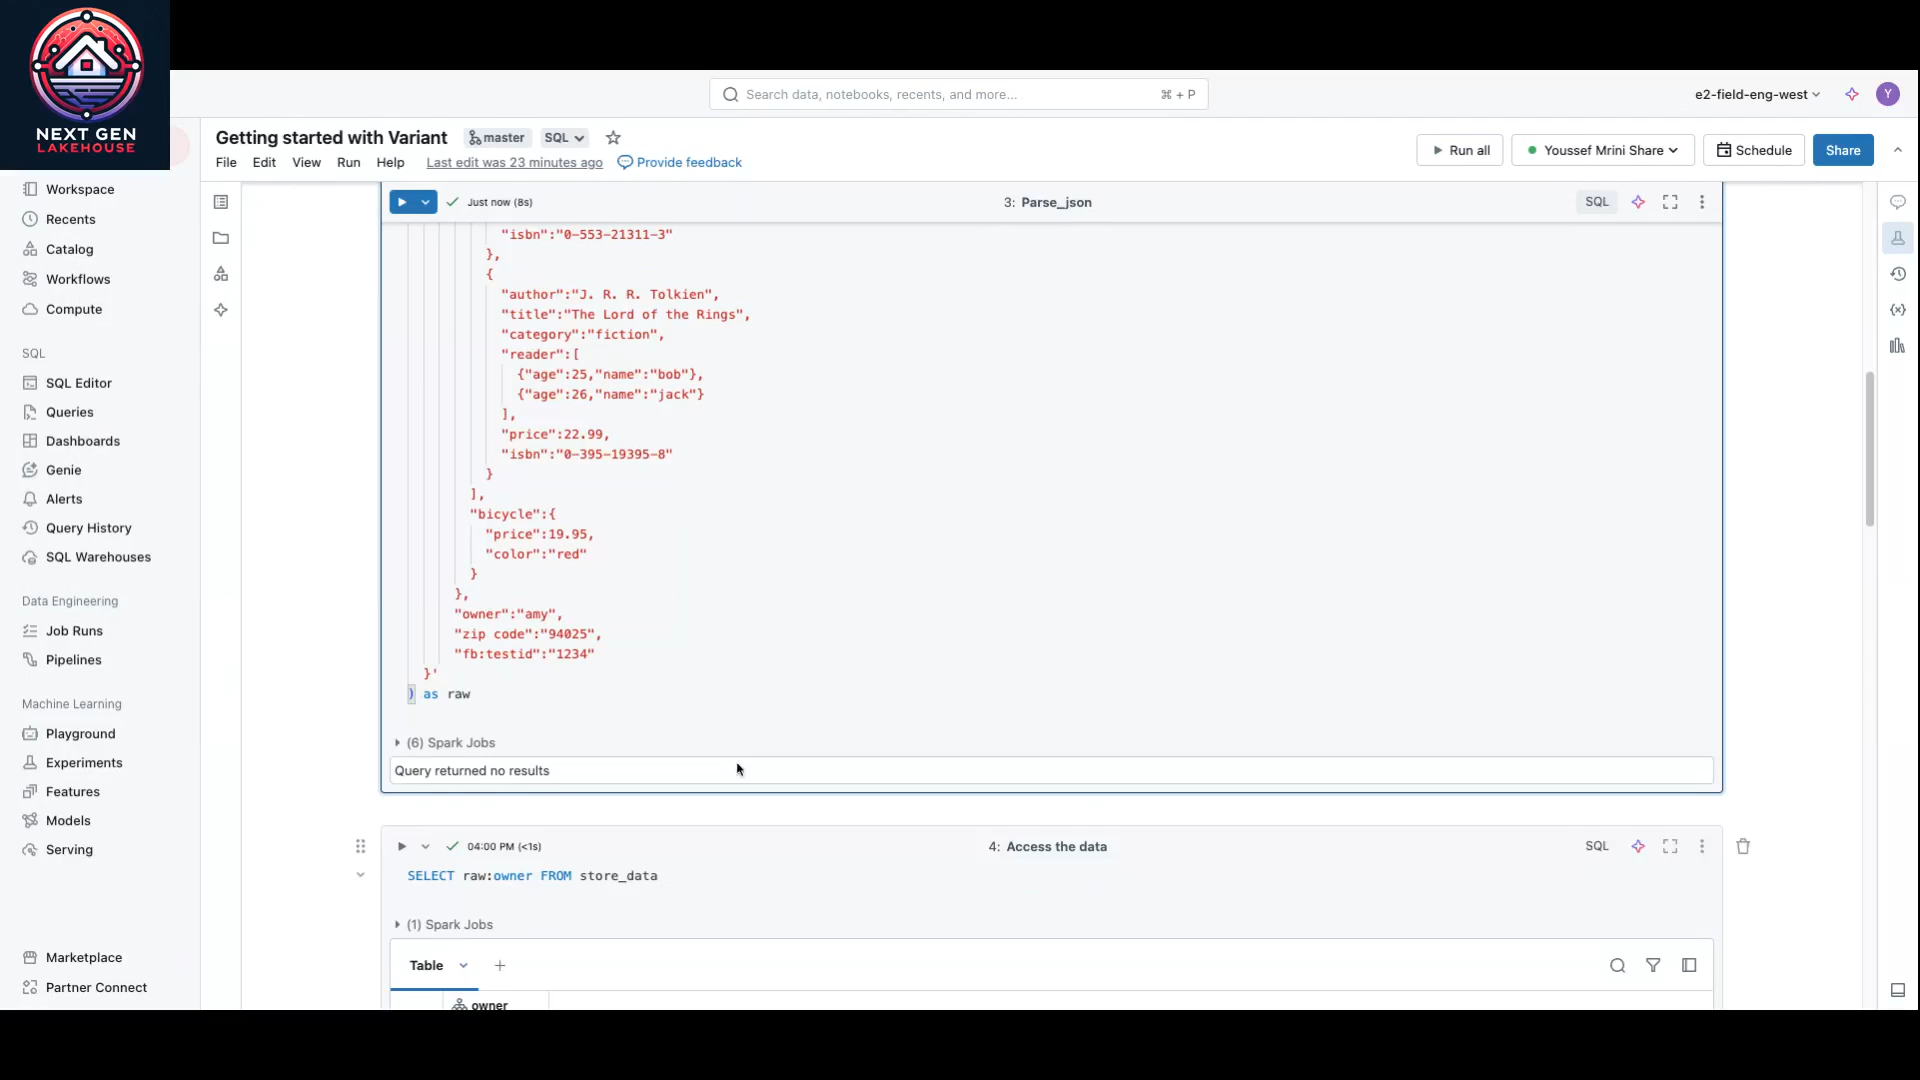 NEXT GEN
LAKEHOUSE
Search data, notebooks, recents, and more...
⌘ + P
e2-field-eng-west
Y
Getting started with Variant
master
SQL
File
Edit
View
Run
Help
Last edit was 23 minutes ago
Provide feedback
Run all
Youssef Mrini Share
Schedule
Share
Workspace
Recents
Catalog
Workflows
Compute
SQL
SQL Editor
Queries
Dashboards
Genie
Alerts
Query History
SQL Warehouses
Data Engineering
Job Runs
Pipelines
Machine Learning
Playground
Experiments
Features
Models
Serving
Marketplace
Partner Connect
Just now (8s)
3: Parse_json
SQL
"isbn":"0-553-21311-3"
},
{
"author":"J. R. R. Tolkien",
"title":"The Lord of the Rings",
"category":"fiction",
"reader":[
{"age":25,"name":"bob"},
{"age":26,"name":"jack"}
],
"price":22.99,
"isbn":"0-395-19395-8"
}
],
"bicycle":{
"price":19.95,
"color":"red"
}
},
"owner":"amy",
"zip code":"94025",
"fb:testid":"1234"
}'
) as raw
(6) Spark Jobs
Query returned no results
04:00 PM (<1s)
4: Access the data
SQL
SELECT raw:owner FROM store_data
(1) Spark Jobs
Table
+
owner